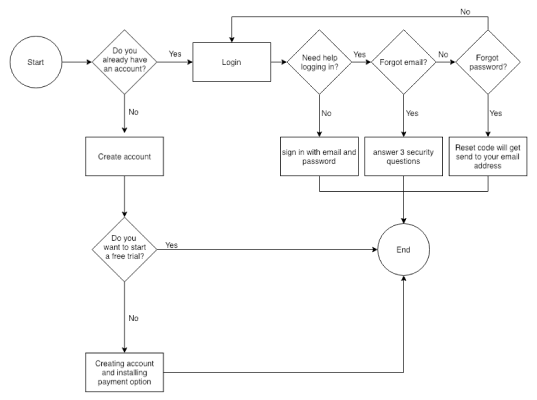 No
Start
Do you
already have
an account?
Yes
Login
Need help
logging in?
Yes
Forgot email?
No
Forgot
password?
No
No
Yes
Yes
Create account
sign in with email and
password
answer 3 security
questions
Reset code will get
send to your email
address
Do you
want to start
a free trial?
Yes
End
No
Creating account
and installing
payment option